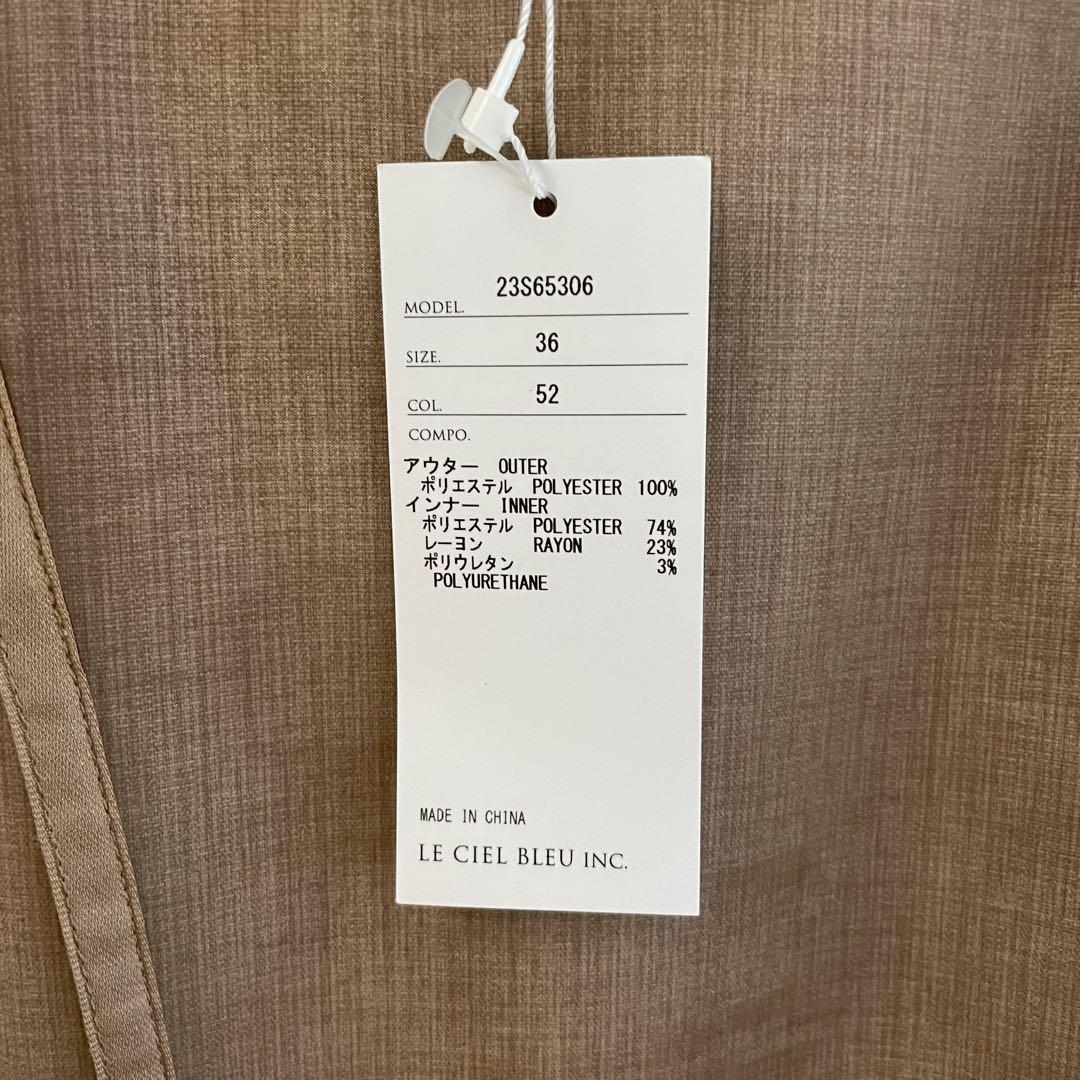 23S65306
MODEL.
36
SIZE.
52
COL.
COMPO.
アウター OUTER
ポリエステル POLYESTER 100%
インナー INNER
ポリエステル POLYESTER 74%
レーヨン RAYON 23%
ポリウレタン 3%
POLYURETHANE
MADE IN CHINA
LE CIEL BLEU INC.